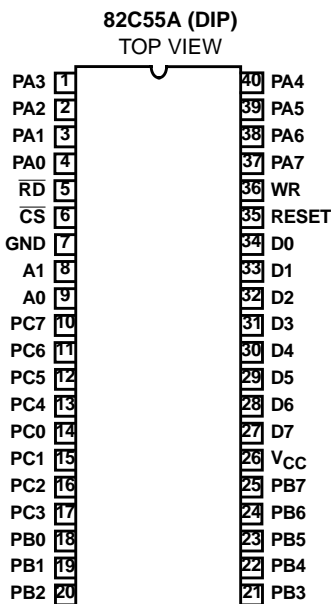 82C55A (DIP)
TOP VIEW
PA3 1 40 PA4
PA2 2 39 PA5
PA1 3 38 PA6
PA0 4 37 PA7
R̅D̅ 5 36 WR
C̅S̅ 6 35 RESET
GND 7 34 D0
A1 8 33 D1
A0 9 32 D2
PC7 10 31 D3
PC6 11 30 D4
PC5 12 29 D5
PC4 13 28 D6
PC0 14 27 D7
PC1 15 26 VCC
PC2 16 25 PB7
PC3 17 24 PB6
PB0 18 23 PB5
PB1 19 22 PB4
PB2 20 21 PB3